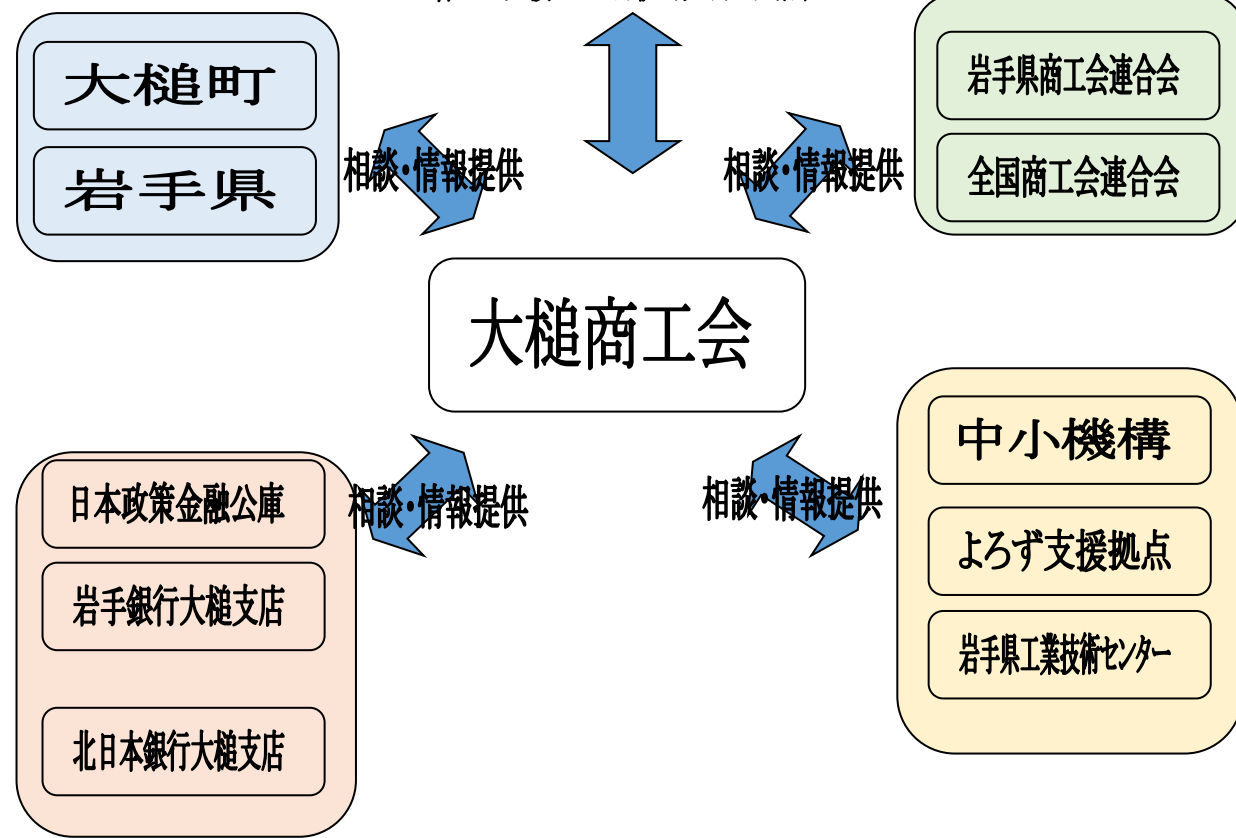 大槌町
岩手県
相談・情報提供
相談・情報提供
岩手県商工会連合会
全国商工会連合会
大槌商工会
日本政策金融公庫
岩手銀行大槌支店
北日本銀行大槌支店
相談・情報提供
相談・情報提供
中小機構
よろず支援拠点
岩手県工業技術センター